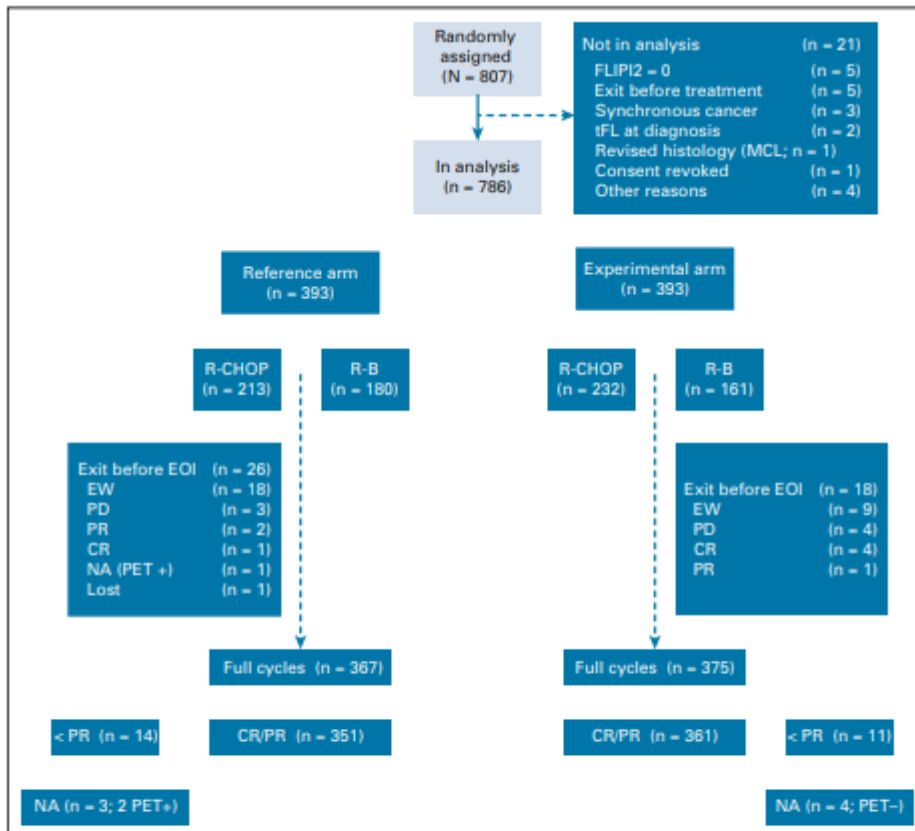 Randomly
assigned
(N = 807)
Not in analysis (n = 21)
FLIPI2 = 0 (n = 5)
Exit before treatment (n = 5)
Synchronous cancer (n = 3)
tFL at diagnosis (n = 2)
Revised histology (MCL; n = 1)
Consent revoked (n = 1)
Other reasons (n = 4)
In analysis
(n = 786)
Reference arm
(n = 393)
Experimental arm
(n = 393)
R-CHOP
(n = 213)
R-B
(n = 180)
R-CHOP
(n = 232)
R-B
(n = 161)
Exit before EOI (n = 26)
EW (n = 18)
PD (n = 3)
PR (n = 2)
CR (n = 1)
NA (PET +) (n = 1)
Lost (n = 1)
Exit before EOI (n = 18)
EW (n = 9)
PD (n = 4)
CR (n = 4)
PR (n = 1)
Full cycles (n = 367)
Full cycles (n = 375)
< PR (n = 14)
CR/PR (n = 351)
CR/PR (n = 361)
< PR (n = 11)
NA (n = 3; 2 PET+)
NA (n = 4; PET–)